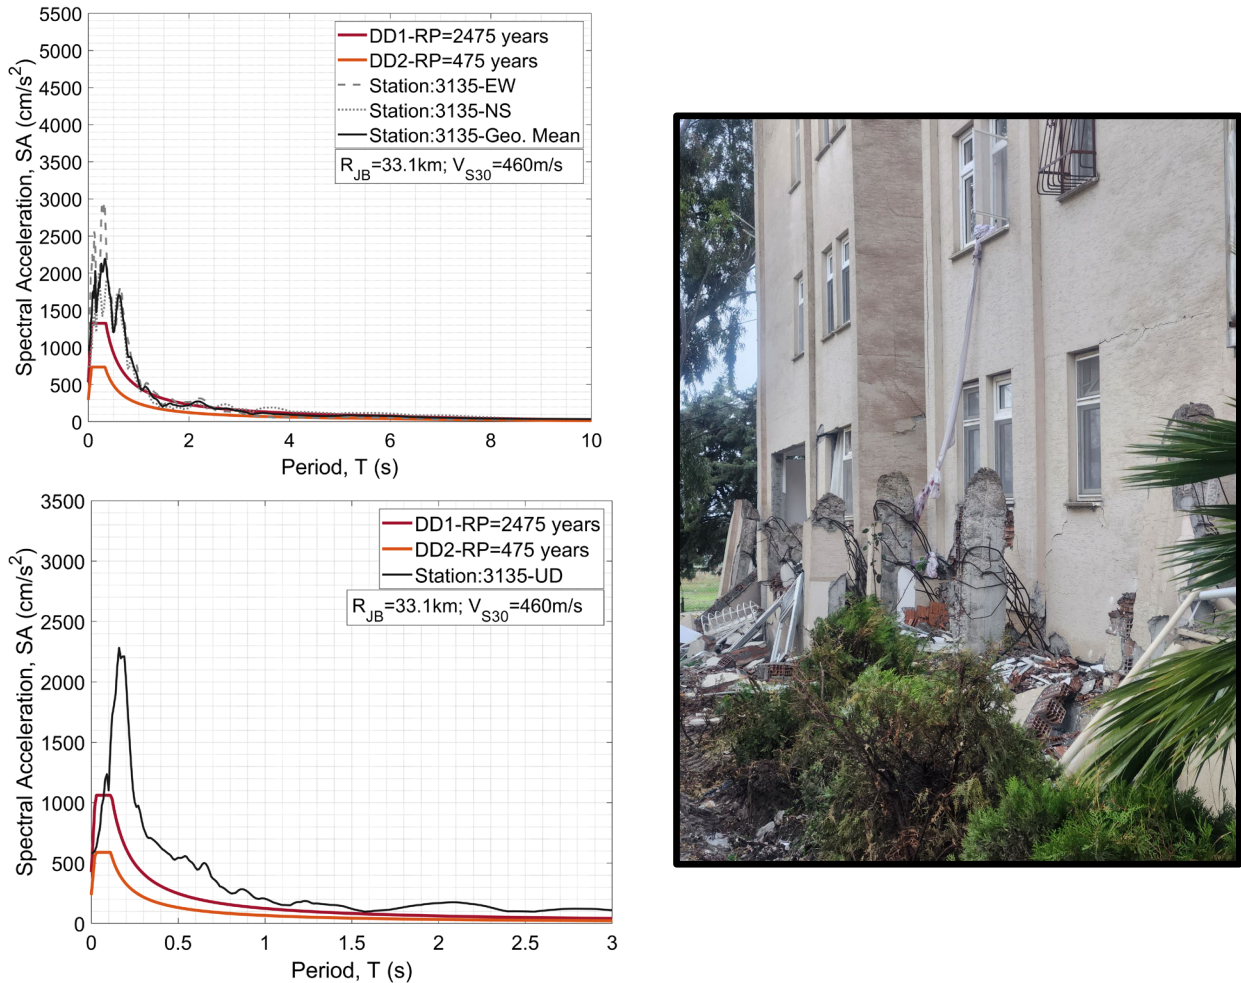 5500
5000
4500
4000
3500
3000
2500
2000
1500
1000
500
0
Spectral Acceleration, SA (cm/s²)
DD1-RP=2475 years
DD2-RP=475 years
Station:3135-EW
Station:3135-NS
Station:3135-Geo. Mean
R_JB=33.1km; V_S30=460m/s
0 2 4 6 8 10
Period, T (s)
3500
3000
2500
2000
1500
1000
500
0
Spectral Acceleration, SA (cm/s²)
DD1-RP=2475 years
DD2-RP=475 years
Station:3135-UD
R_JB=33.1km; V_S30=460m/s
0 0.5 1 1.5 2 2.5 3
Period, T (s)